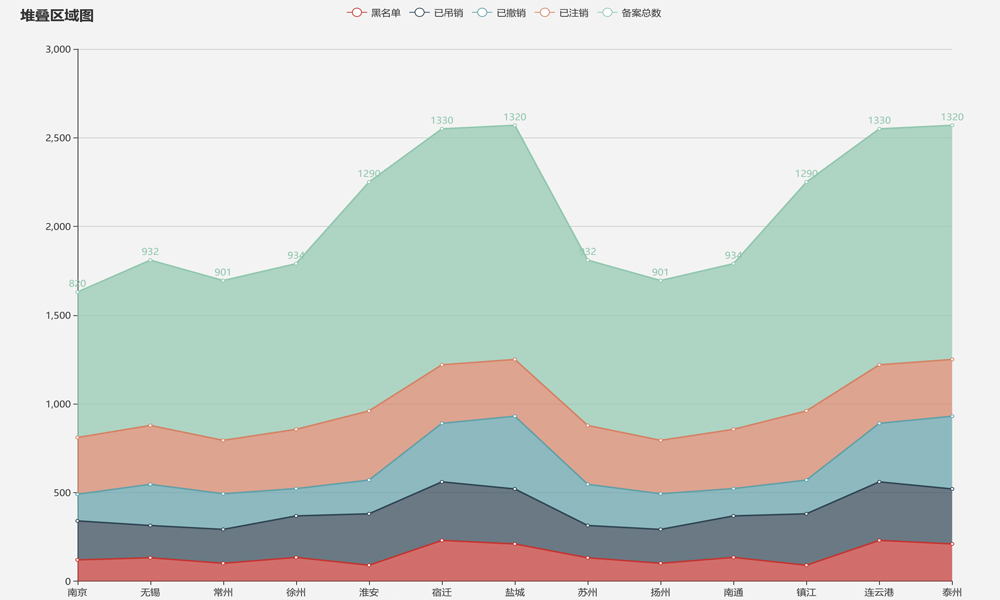 堆叠区域图
黑名单 已吊销 已撤销 已注销 备案总数
3,000
2,500
2,000
1,500
1,000
500
0
820 932 901 934 1290 1330 1320 932 901 934 1290 1330 1320
南京 无锡 常州 徐州 淮安 宿迁 盐城 苏州 扬州 南通 镇江 连云港 泰州